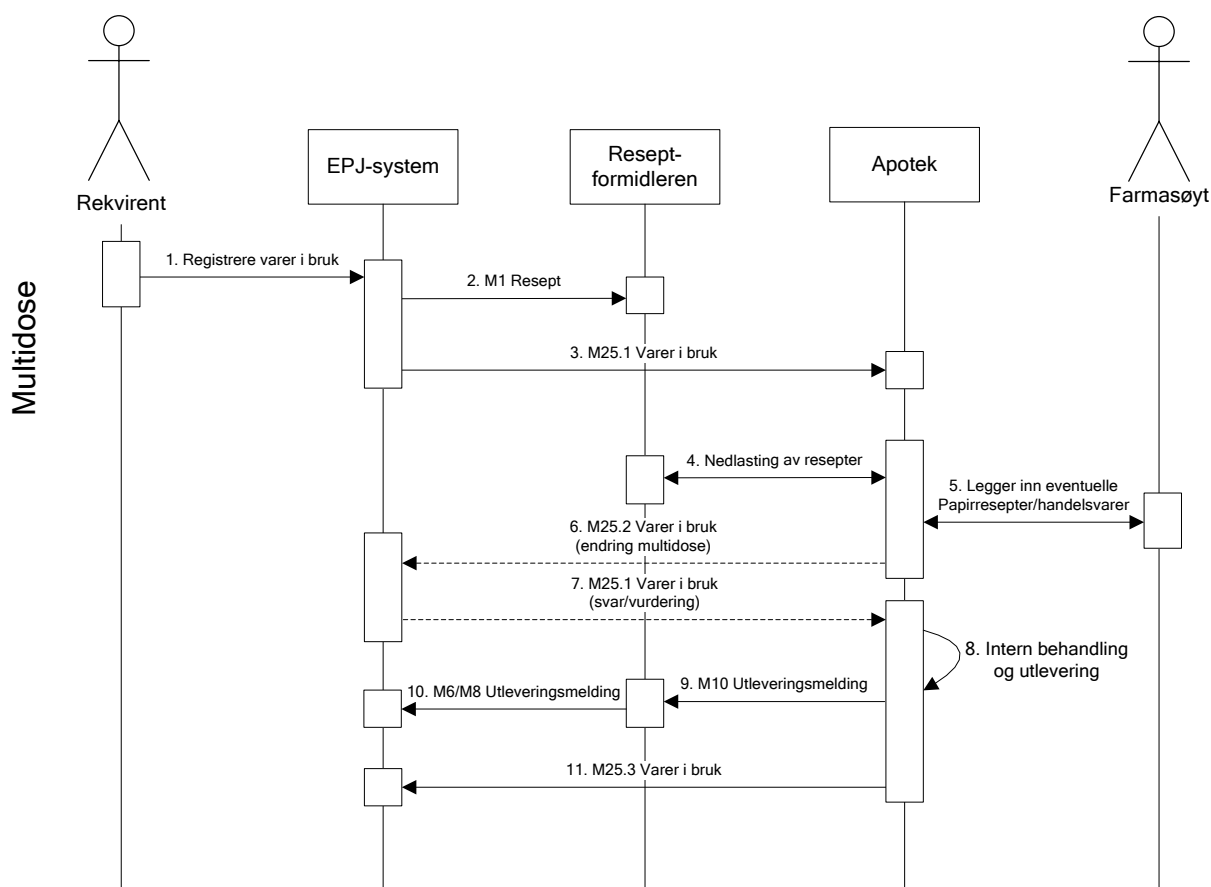 Multidose
Rekvirent
EPJ-system
Resept-
formidleren
Apotek
Farmasøyt
1. Registrere varer i bruk
2. M1 Resept
3. M25.1 Varer i bruk
4. Nedlasting av resepter
5. Legger inn eventuelle
Papirresepter/handelsvarer
6. M25.2 Varer i bruk
(endring multidose)
7. M25.1 Varer i bruk
(svar/vurdering)
8. Intern behandling
og utlevering
9. M10 Utleveringsmelding
10. M6/M8 Utleveringsmelding
11. M25.3 Varer i bruk